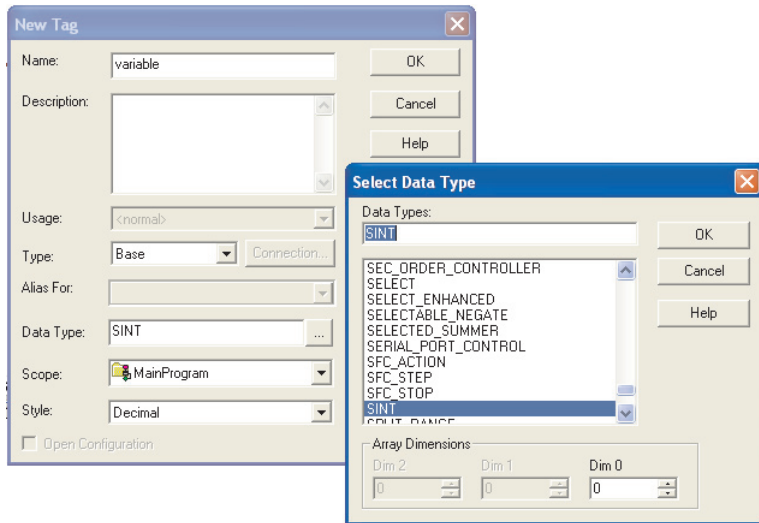 New Tag
Name:
variable
OK
Description:
Cancel
Help
Usage:
<normal>
Type:
Base
Connection...
Alias For:
Data Type:
SINT
...
Scope:
MainProgram
Style:
Decimal
Open Configuration
Select Data Type
Data Types:
SINT
OK
Cancel
Help
SEC_ORDER_CONTROLLER
SELECT
SELECT_ENHANCED
SELECTABLE_NEGATE
SELECTED_SUMMER
SERIAL_PORT_CONTROL
SFC_ACTION
SFC_STEP
SFC_STOP
SINT
SPLIT_RANGE
Array Dimensions
Dim 2
Dim 1
Dim 0
0
0
0